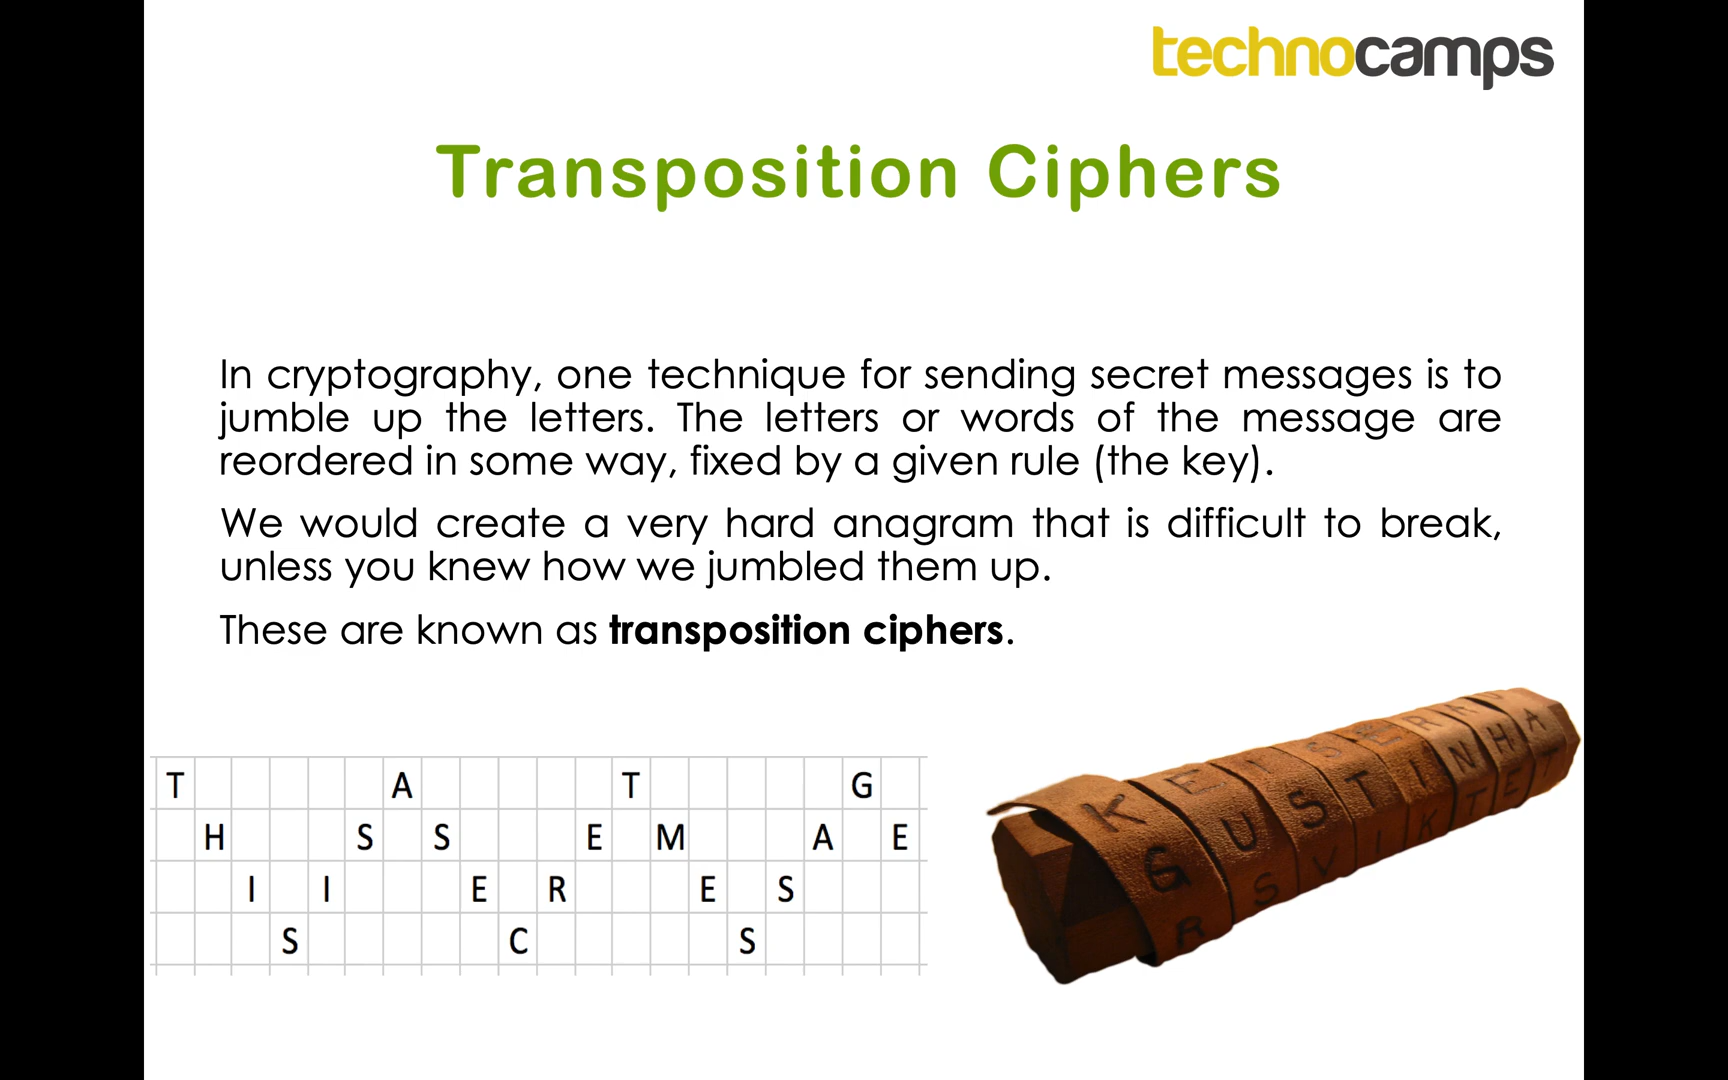 technocamps
Transposition Ciphers
In cryptography, one technique for sending secret messages is to
jumble up the letters. The letters or words of the message are
reordered in some way, fixed by a given rule (the key).
We would create a very hard anagram that is difficult to break,
unless you knew how we jumbled them up.
These are known as transposition ciphers.
T A T G
H S S E M A E
I I E R E S
S C S
K E I S E R
G U S T I N H A
R S V I K T E T